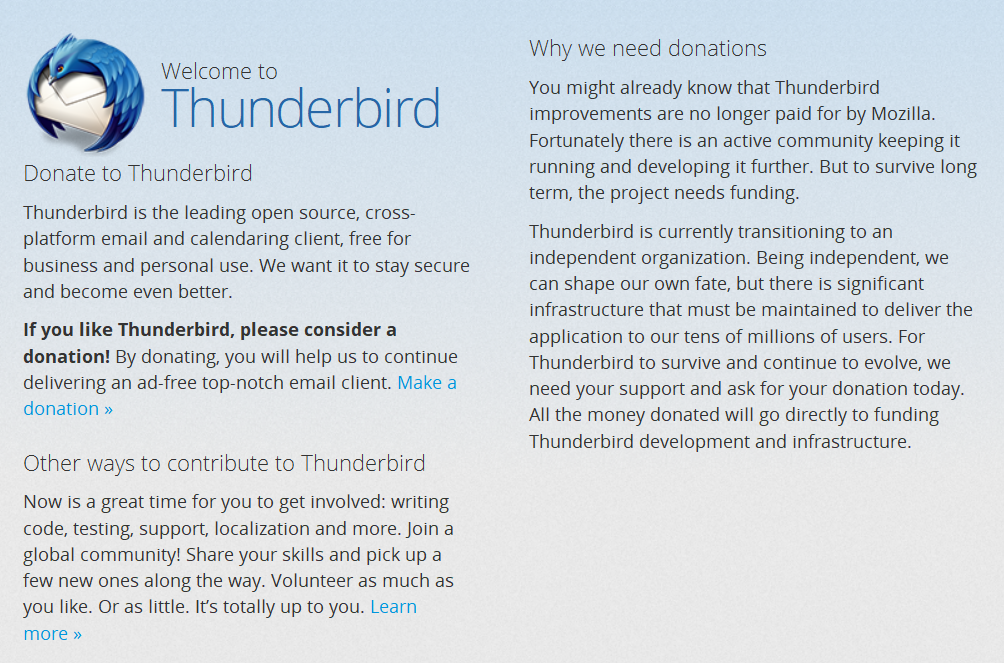 Welcome to
Thunderbird
Donate to Thunderbird
Thunderbird is the leading open source, cross-
platform email and calendaring client, free for
business and personal use. We want it to stay secure
and become even better.
If you like Thunderbird, please consider a
donation! By donating, you will help us to continue
delivering an ad-free top-notch email client. Make a
donation »
Other ways to contribute to Thunderbird
Now is a great time for you to get involved: writing
code, testing, support, localization and more. Join a
global community! Share your skills and pick up a
few new ones along the way. Volunteer as much as
you like. Or as little. It’s totally up to you. Learn
more »
Why we need donations
You might already know that Thunderbird
improvements are no longer paid for by Mozilla.
Fortunately there is an active community keeping it
running and developing it further. But to survive long
term, the project needs funding.
Thunderbird is currently transitioning to an
independent organization. Being independent, we
can shape our own fate, but there is significant
infrastructure that must be maintained to deliver the
application to our tens of millions of users. For
Thunderbird to survive and continue to evolve, we
need your support and ask for your donation today.
All the money donated will go directly to funding
Thunderbird development and infrastructure.